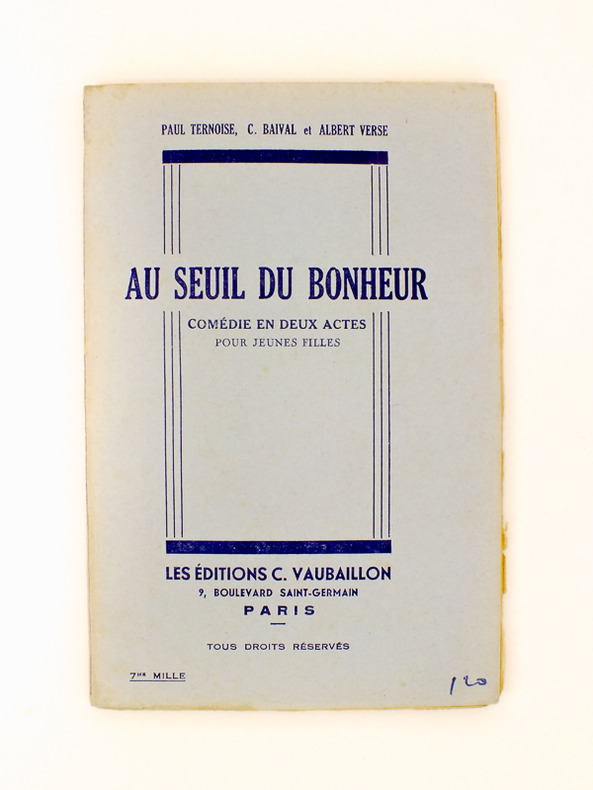 PAUL TERNOISE, C. BAIVAL et ALBERT VERSE
AU SEUIL DU BONHEUR
COMÉDIE EN DEUX ACTES
POUR JEUNES FILLES
LES ÉDITIONS C. VAUBAILLON
9, BOULEVARD SAINT-GERMAIN
PARIS
TOUS DROITS RÉSERVÉS
7me MILLE